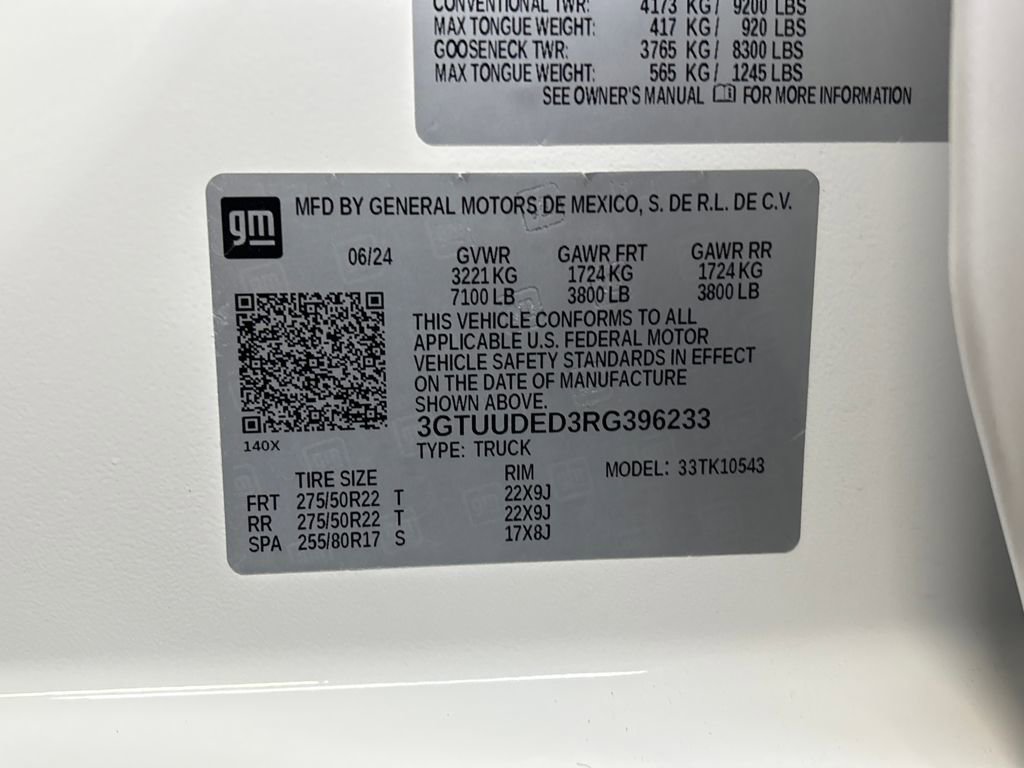 CONVENTIONAL TWR: 4173 KG/ 9200 LBS
MAX TONGUE WEIGHT: 417 KG/ 920 LBS
GOOSENECK TWR: 3765 KG/ 8300 LBS
MAX TONGUE WEIGHT: 565 KG/ 1245 LBS
SEE OWNER'S MANUAL FOR MORE INFORMATION
gm
MFD BY GENERAL MOTORS DE MEXICO, S. DE R.L. DE C.V.
06/24 GVWR GAWR FRT GAWR RR
3221 KG 1724 KG 1724 KG
7100 LB 3800 LB 3800 LB
THIS VEHICLE CONFORMS TO ALL
APPLICABLE U.S. FEDERAL MOTOR
VEHICLE SAFETY STANDARDS IN EFFECT
ON THE DATE OF MANUFACTURE
SHOWN ABOVE.
3GTUUDED3RG396233
140X
TYPE: TRUCK
TIRE SIZE RIM MODEL: 33TK10543
FRT 275/50R22 T 22X9J
RR 275/50R22 T 22X9J
SPA 255/80R17 S 17X8J